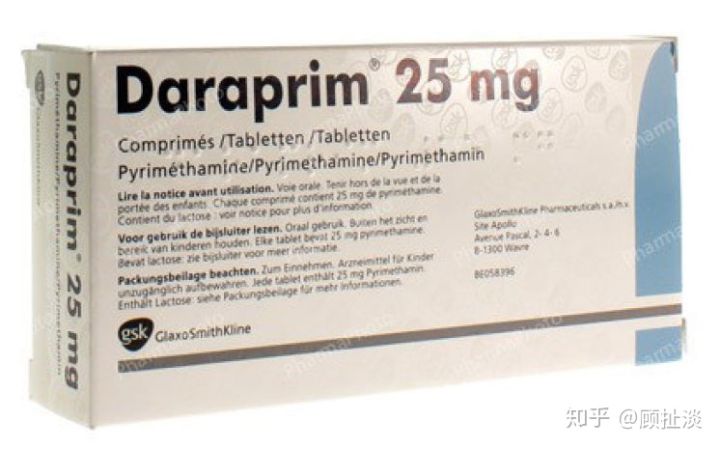 Daraprim® 25 mg
Comprimés /Tabletten /Tabletten
Pyriméthamine/Pyrimethamine/Pyrimethamin
Lire la notice avant utilisation. Voie orale. Tenir hors de la vue et de la
portée des enfants. Chaque comprimé contient 25 mg de pyriméthamine.
Contient du lactose : voir notice pour plus d'information.
Voor gebruik de bijsluiter lezen. Oraal gebruik. Buiten het zicht en
bereik van kinderen houden. Elke tablet bevat 25 mg pyrimethamine.
Bevat lactose: zie bijsluiter voor meer informatie.
Packungsbeilage beachten. Zum Einnehmen. Arzneimittel für Kinder
unzugänglich aufbewahren. Jede tablet enthält 25 mg Pyrimethamin.
Enthält Lactose: siehe Packungsbeilage für mehr Informationen.
GlaxoSmithKline Pharmaceuticals s.a./n.v.
Site Apollo
Avenue Pascal, 2- 4- 6
B-1300 Wavre
BE058396
gsk GlaxoSmithKline
Daraprim® 25 mg
Pyriméthamine/Pyrimethamine/Pyrimethamin
GlaxoSmithKline
知乎 @顾扯淡